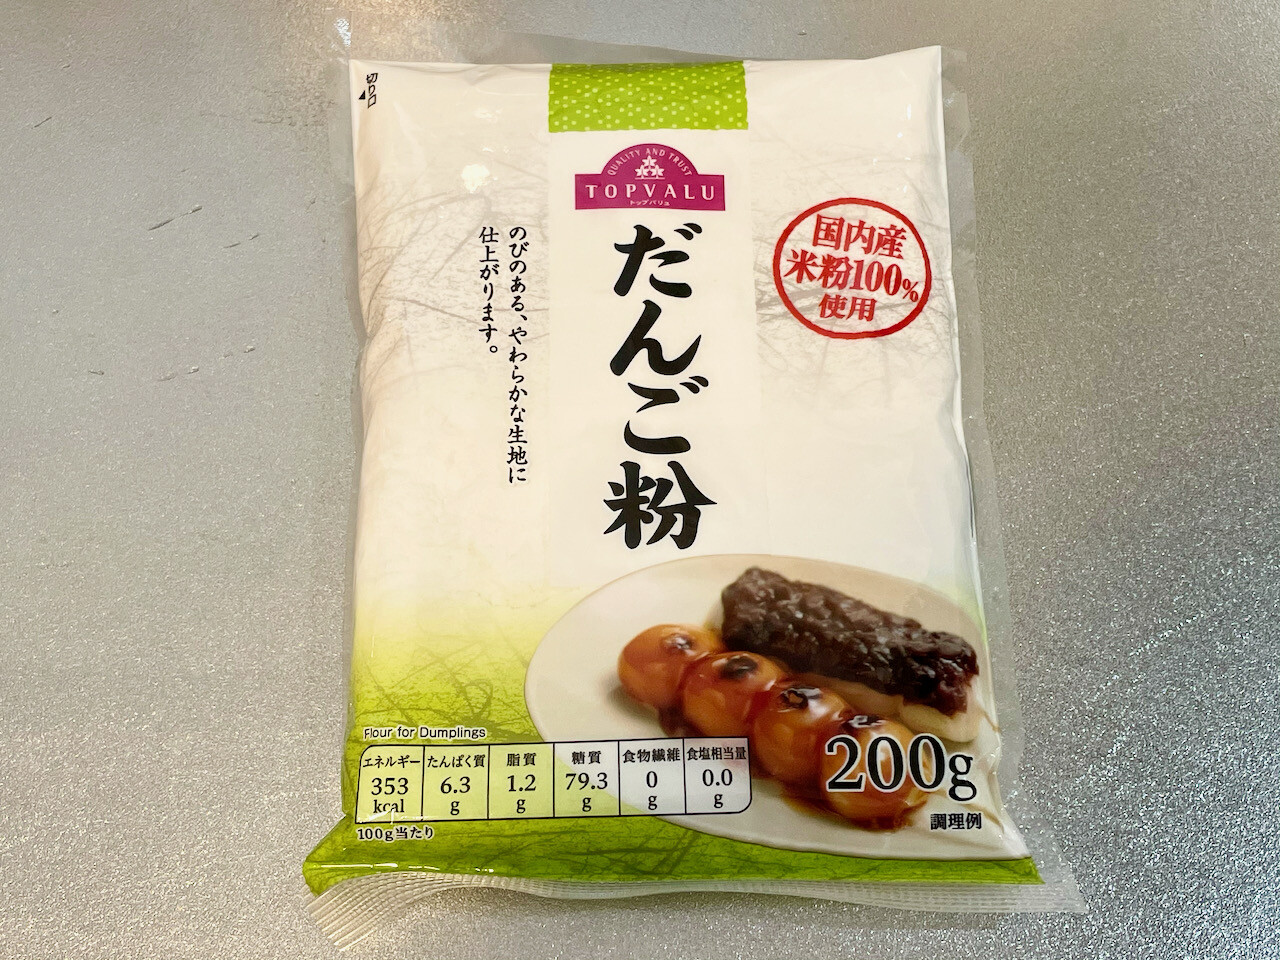 切り口
QUALITY AND TRUST
TOPVALU
トップバリュ
だんご粉
国内産
米粉100%
使用
のびのある、やわらかな生地に
仕上がります。
Flour for Dumplings
エネルギー たんぱく質 脂質 糖質 食物繊維 食塩相当量
353 6.3 1.2 79.3 0 0.0
kcal g g g g g
100g当たり
200g
調理例